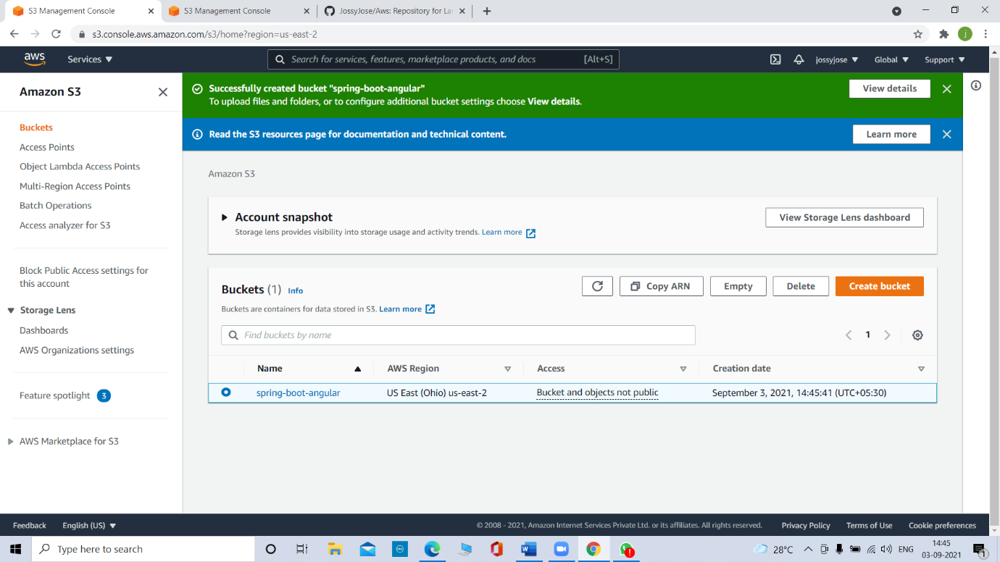 S3 Management Console
S3 Management Console
JossyJose/Aws: Repository for La
s3.console.aws.amazon.com/s3/home?region=us-east-2
j
aws
Services
Search for services, features, marketplace products, and docs
[Alt+S]
jossyjose
Global
Support
Amazon S3
Buckets
Access Points
Object Lambda Access Points
Multi-Region Access Points
Batch Operations
Access analyzer for S3
Block Public Access settings for
this account
Storage Lens
Dashboards
AWS Organizations settings
Feature spotlight 3
AWS Marketplace for S3
Successfully created bucket "spring-boot-angular"
To upload files and folders, or to configure additional bucket settings choose View details.
View details
Read the S3 resources page for documentation and technical content.
Learn more
Amazon S3
Account snapshot
Storage lens provides visibility into storage usage and activity trends. Learn more
View Storage Lens dashboard
Buckets (1) Info
Buckets are containers for data stored in S3. Learn more
Copy ARN
Empty
Delete
Create bucket
Find buckets by name
1
Name AWS Region Access Creation date
spring-boot-angular US East (Ohio) us-east-2 Bucket and objects not public September 3, 2021, 14:45:41 (UTC+05:30)
Feedback English (US) © 2008 - 2021, Amazon Internet Services Private Ltd. or its affiliates. All rights reserved. Privacy Policy Terms of Use Cookie preferences
Type here to search
28°C
ENG
14:45
03-09-2021
1